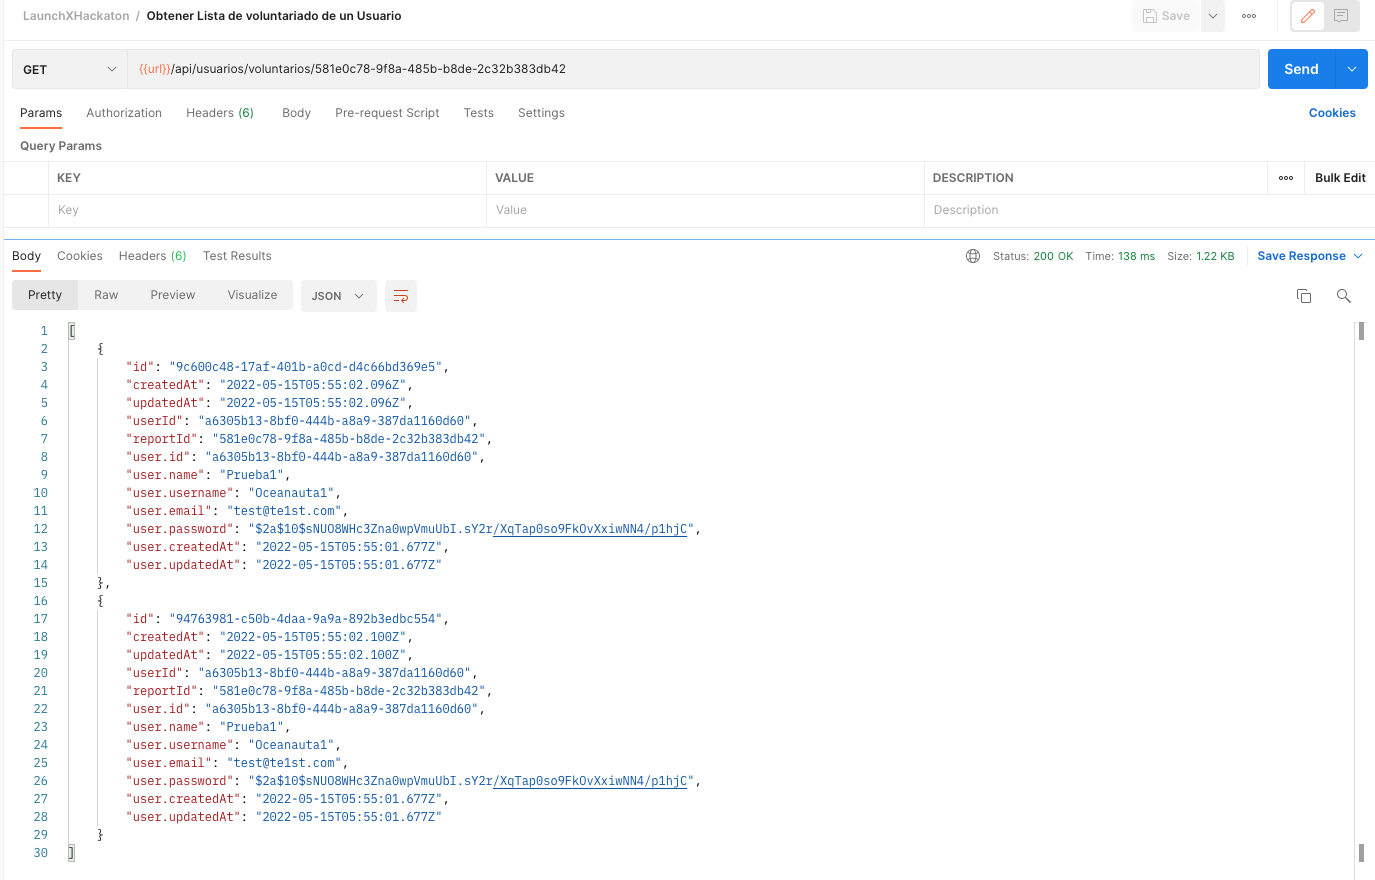 LaunchXHackaton / Obtener Lista de voluntariado de un Usuario
Save
GET
{{url}}/api/usuarios/voluntarios/581e0c78-9f8a-485b-b8de-2c32b383db42
Send
Params Authorization Headers (6) Body Pre-request Script Tests Settings Cookies
Query Params
KEY VALUE DESCRIPTION ooo Bulk Edit
Key Value Description
Body Cookies Headers (6) Test Results Status: 200 OK Time: 138 ms Size: 1.22 KB Save Response
Pretty Raw Preview Visualize JSON
1 [
2 {
3 "id": "9c600c48-17af-401b-a0cd-d4c66bd369e5",
4 "createdAt": "2022-05-15T05:55:02.096Z",
5 "updatedAt": "2022-05-15T05:55:02.096Z",
6 "userId": "a6305b13-8bf0-444b-a8a9-387da1160d60",
7 "reportId": "581e0c78-9f8a-485b-b8de-2c32b383db42",
8 "user.id": "a6305b13-8bf0-444b-a8a9-387da1160d60",
9 "user.name": "Prueba1",
10 "user.username": "Oceanauta1",
11 "user.email": "test@te1st.com",
12 "user.password": "$2a$10$sNUO8WHc3Zna0wpVmuUbI.sY2r/XqTap0so9FkOvXxiwNN4/p1hjC",
13 "user.createdAt": "2022-05-15T05:55:01.677Z",
14 "user.updatedAt": "2022-05-15T05:55:01.677Z"
15 },
16 {
17 "id": "94763981-c50b-4daa-9a9a-892b3edbc554",
18 "createdAt": "2022-05-15T05:55:02.100Z",
19 "updatedAt": "2022-05-15T05:55:02.100Z",
20 "userId": "a6305b13-8bf0-444b-a8a9-387da1160d60",
21 "reportId": "581e0c78-9f8a-485b-b8de-2c32b383db42",
22 "user.id": "a6305b13-8bf0-444b-a8a9-387da1160d60",
23 "user.name": "Prueba1",
24 "user.username": "Oceanauta1",
25 "user.email": "test@te1st.com",
26 "user.password": "$2a$10$sNUO8WHc3Zna0wpVmuUbI.sY2r/XqTap0so9FkOvXxiwNN4/p1hjC",
27 "user.createdAt": "2022-05-15T05:55:01.677Z",
28 "user.updatedAt": "2022-05-15T05:55:01.677Z"
29 }
30 ]